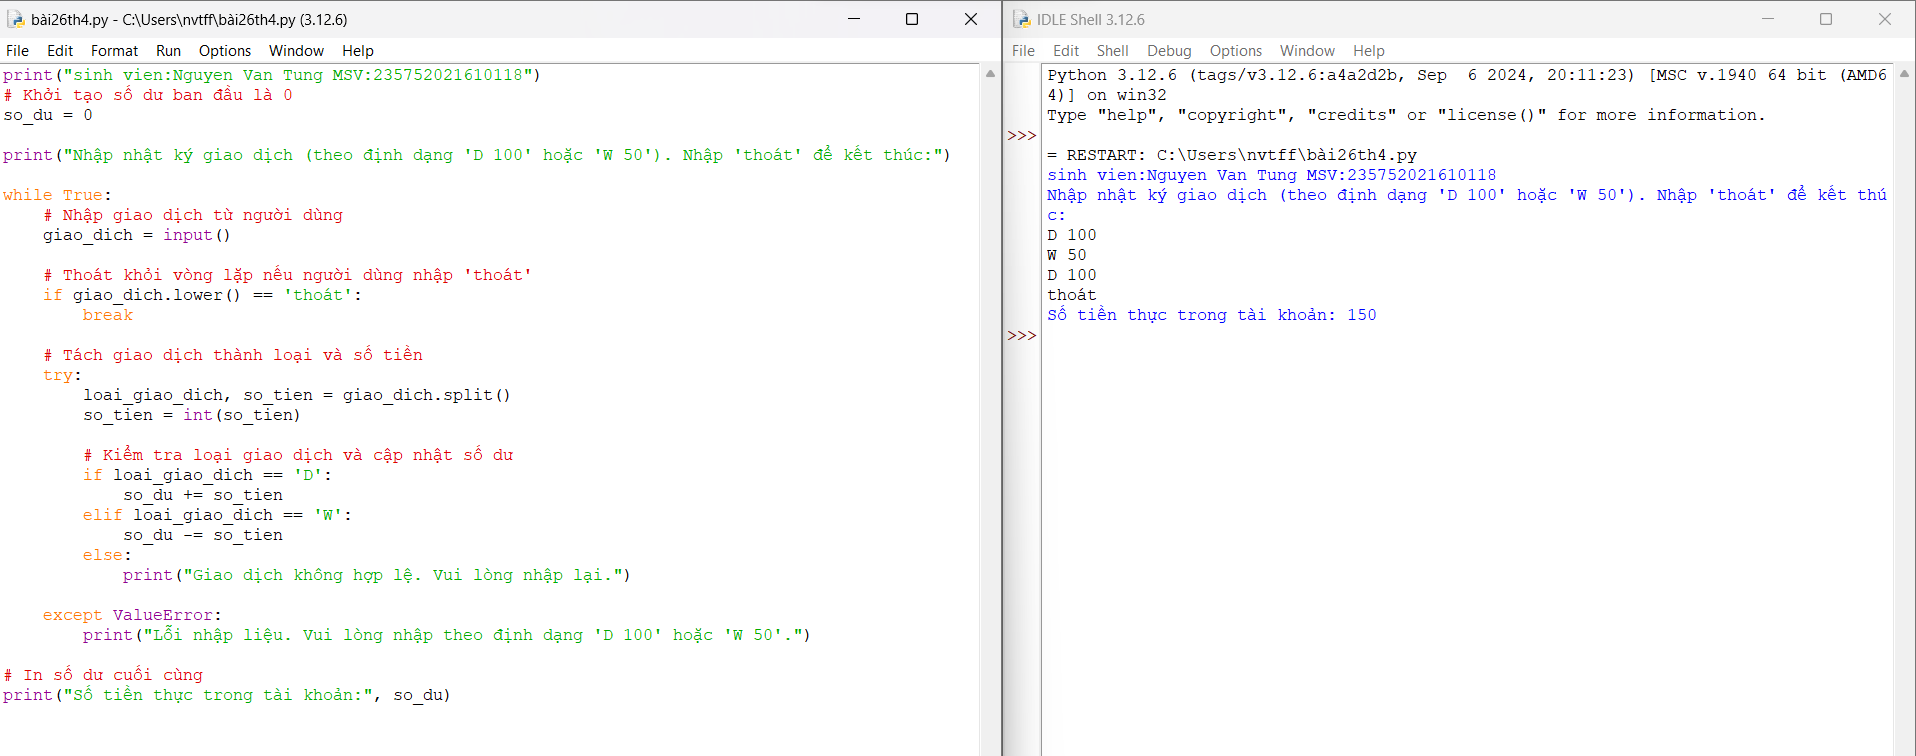 bài26th4.py - C:\Users\nvtff\bài26th4.py (3.12.6)
File Edit Format Run Options Window Help
print("sinh vien:Nguyen Van Tung MSV:235752021610118")
# Khởi tạo số dư ban đầu là 0
so_du = 0
print("Nhập nhật ký giao dịch (theo định dạng 'D 100' hoặc 'W 50'). Nhập 'thoát' để kết thúc:")
while True:
    # Nhập giao dịch từ người dùng
    giao_dich = input()
    # Thoát khỏi vòng lặp nếu người dùng nhập 'thoát'
    if giao_dich.lower() == 'thoát':
        break
    # Tách giao dịch thành loại và số tiền
    try:
        loai_giao_dich, so_tien = giao_dich.split()
        so_tien = int(so_tien)
        # Kiểm tra loại giao dịch và cập nhật số dư
        if loai_giao_dich == 'D':
            so_du += so_tien
        elif loai_giao_dich == 'W':
            so_du -= so_tien
        else:
            print("Giao dịch không hợp lệ. Vui lòng nhập lại.")
    except ValueError:
        print("Lỗi nhập liệu. Vui lòng nhập theo định dạng 'D 100' hoặc 'W 50'.")
# In số dư cuối cùng
print("Số tiền thực trong tài khoản:", so_du)
IDLE Shell 3.12.6
File Edit Shell Debug Options Window Help
Python 3.12.6 (tags/v3.12.6:a4a2d2b, Sep  6 2024, 20:11:23) [MSC v.1940 64 bit (AMD6
4)] on win32
Type "help", "copyright", "credits" or "license()" for more information.
>>>
= RESTART: C:\Users\nvtff\bài26th4.py
sinh vien:Nguyen Van Tung MSV:235752021610118
Nhập nhật ký giao dịch (theo định dạng 'D 100' hoặc 'W 50'). Nhập 'thoát' để kết thú
c:
D 100
W 50
D 100
thoát
Số tiền thực trong tài khoản: 150
>>>